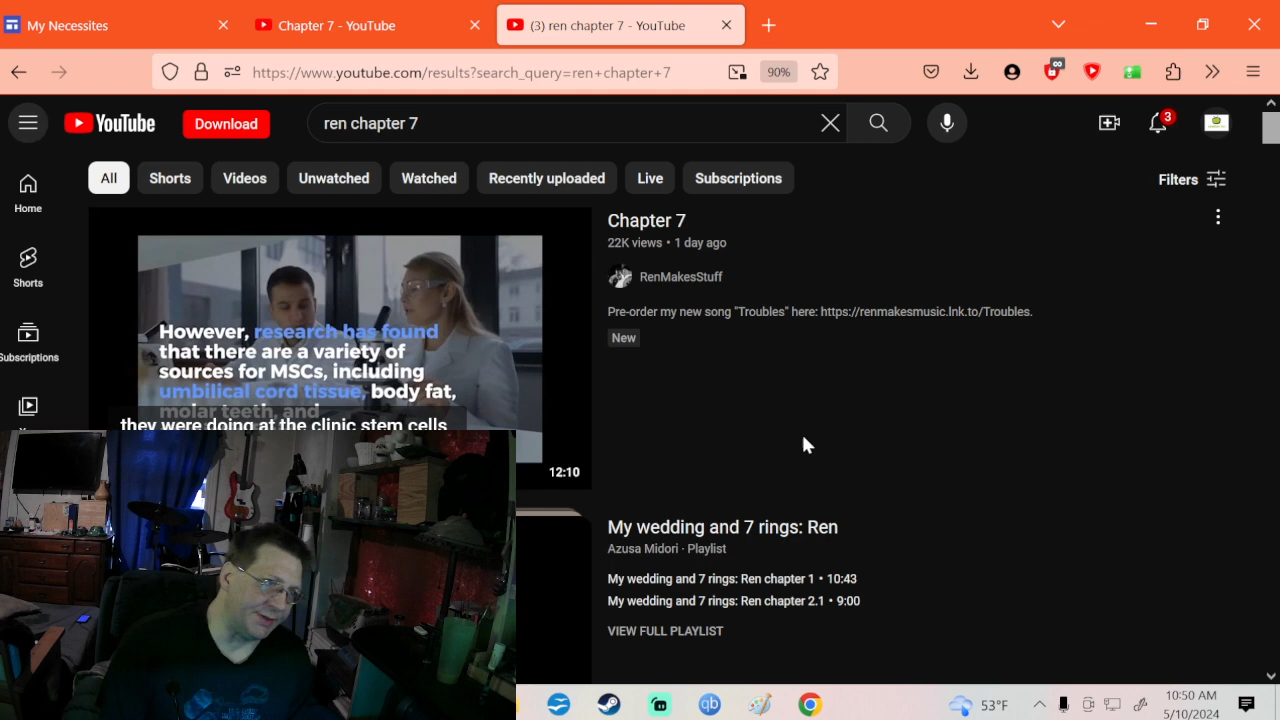 My Necessites
Chapter 7 - YouTube
(3) ren chapter 7 - YouTube
https://www.youtube.com/results?search_query=ren+chapter+7
90%
YouTube
Download
ren chapter 7
3
All
Shorts
Videos
Unwatched
Watched
Recently uploaded
Live
Subscriptions
Filters
Home
Shorts
Subscriptions
However, research has found
that there are a variety of
sources for MSCs, including
umbilical cord tissue, body fat,
molar teeth, and
they were doing at the clinic stem cells
12:10
Chapter 7
22K views • 1 day ago
RenMakesStuff
Pre-order my new song "Troubles" here: https://renmakesmusic.lnk.to/Troubles.
New
My wedding and 7 rings: Ren
Azusa Midori · Playlist
My wedding and 7 rings: Ren chapter 1 • 10:43
My wedding and 7 rings: Ren chapter 2.1 • 9:00
VIEW FULL PLAYLIST
qb
53°F
10:50 AM
5/10/2024